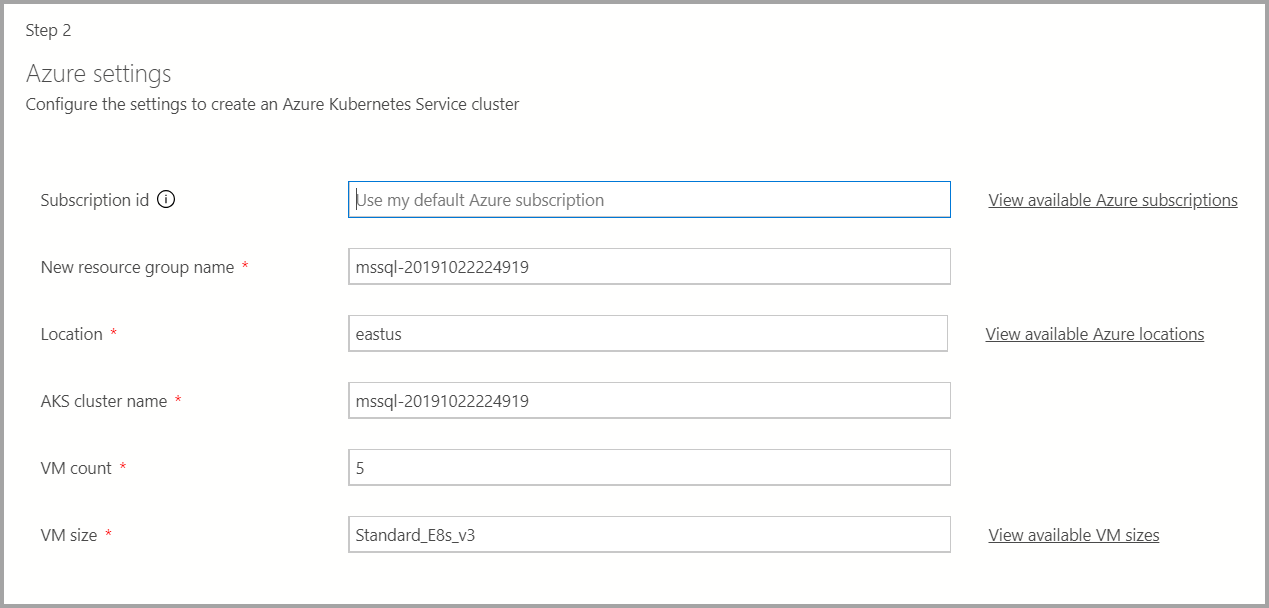 Step 2
Azure settings
Configure the settings to create an Azure Kubernetes Service cluster
Subscription id Use my default Azure subscription View available Azure subscriptions
New resource group name * mssql-20191022224919
Location * eastus View available Azure locations
AKS cluster name * mssql-20191022224919
VM count * 5
VM size * Standard_E8s_v3 View available VM sizes